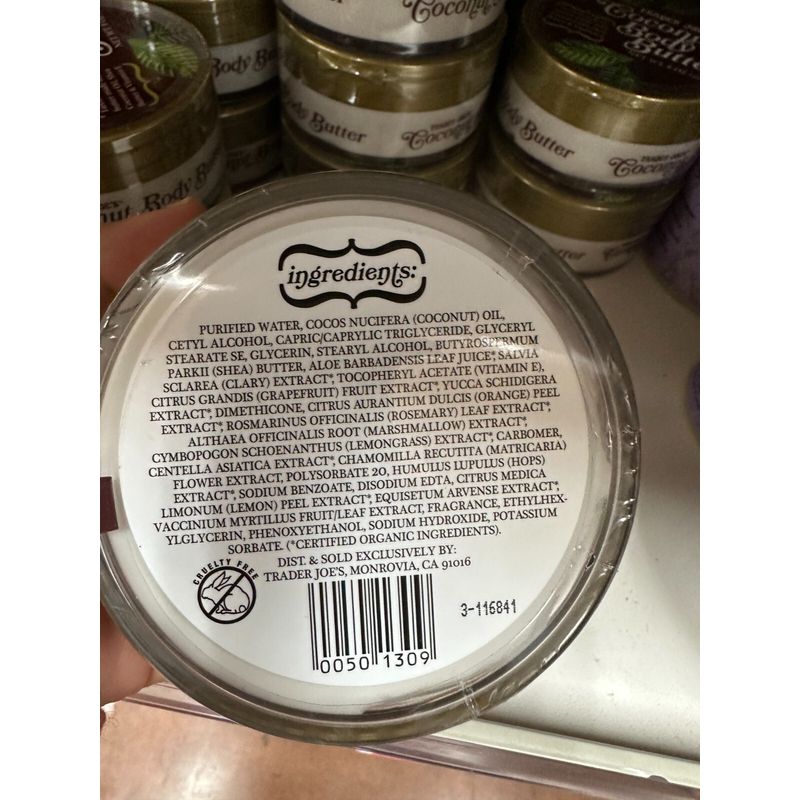 Coconut
Body Butter
TRADER JOE'S
Coconut
Body Butter
Coconut
Body Butter
ingredients:
PURIFIED WATER, COCOS NUCIFERA (COCONUT) OIL,
CETYL ALCOHOL, CAPRIC/CAPRYLIC TRIGLYCERIDE, GLYCERYL
STEARATE SE, GLYCERIN, STEARYL ALCOHOL, BUTYROSPERMUM
PARKII (SHEA) BUTTER, ALOE BARBADENSIS LEAF JUICE*, SALVIA
SCLAREA (CLARY) EXTRACT*, TOCOPHERYL ACETATE (VITAMIN E),
CITRUS GRANDIS (GRAPEFRUIT) FRUIT EXTRACT*, YUCCA SCHIDIGERA
EXTRACT*, DIMETHICONE, CITRUS AURANTIUM DULCIS (ORANGE) PEEL
EXTRACT*, ROSMARINUS OFFICINALIS (ROSEMARY) LEAF EXTRACT*,
ALTHAEA OFFICINALIS ROOT (MARSHMALLOW) EXTRACT*,
CYMBOPOGON SCHOENANTHUS (LEMONGRASS) EXTRACT*, CARBOMER,
CENTELLA ASIATICA EXTRACT*, CHAMOMILLA RECUTITA (MATRICARIA)
FLOWER EXTRACT, POLYSORBATE 20, HUMULUS LUPULUS (HOPS)
EXTRACT*, SODIUM BENZOATE, DISODIUM EDTA, CITRUS MEDICA
LIMONUM (LEMON) PEEL EXTRACT*, EQUISETUM ARVENSE EXTRACT*,
VACCINIUM MYRTILLUS FRUIT/LEAF EXTRACT, FRAGRANCE, ETHYLHEX-
YLGLYCERIN, PHENOXYETHANOL, SODIUM HYDROXIDE, POTASSIUM
SORBATE. (*CERTIFIED ORGANIC INGREDIENTS).
DIST. & SOLD EXCLUSIVELY BY:
TRADER JOE'S, MONROVIA, CA 91016
CRUELTY FREE
3-116841
0050 1309